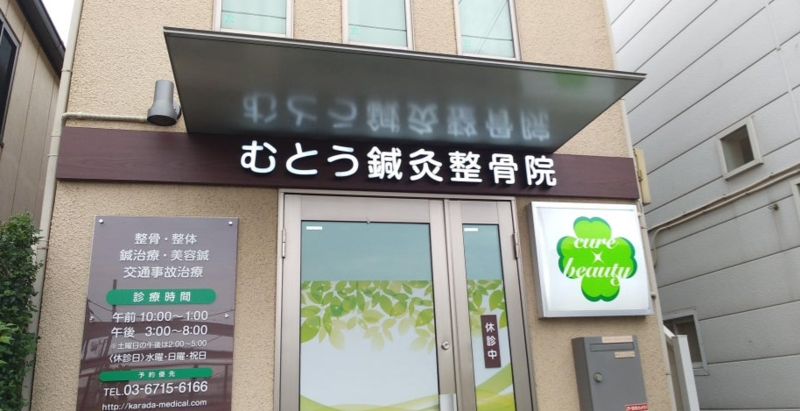 むとう鍼灸整骨院
整骨・整体
鍼治療・美容鍼
交通事故治療
診療時間
午前 10:00〜1:00
午後 3:00〜8:00
※土曜日の午後は2:00〜5:00
〈休診日〉水曜・日曜・祝日
予約優先
TEL.03-6715-6166
http://karada-medical.com/
休診中
cure
×
beauty